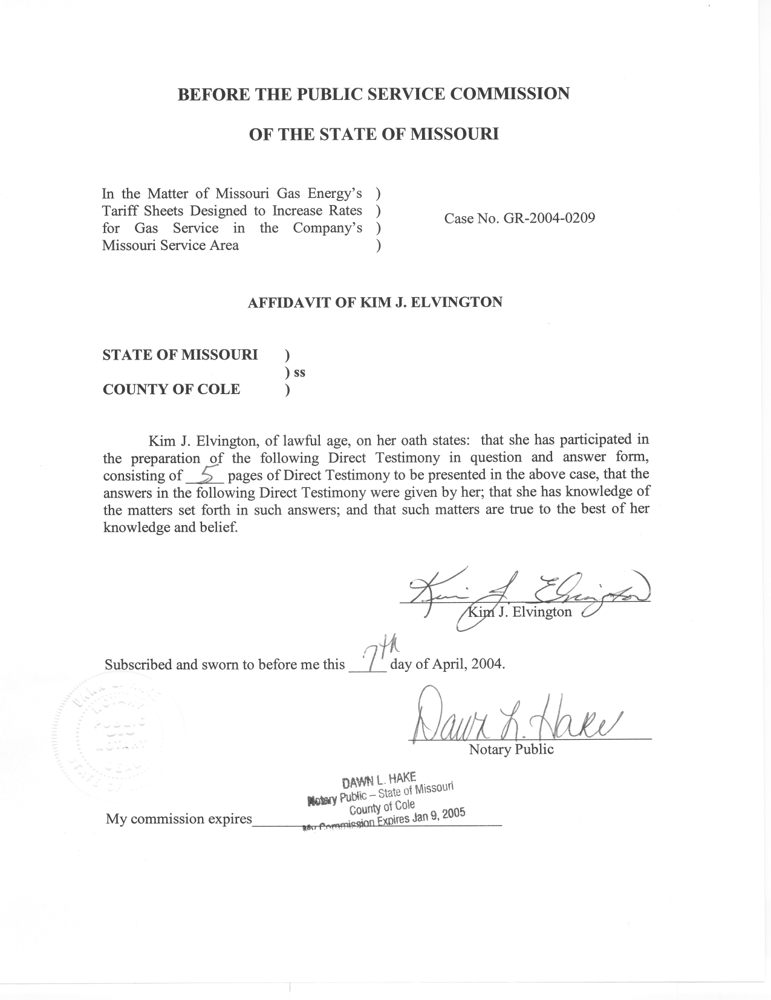 BEFORE THE PUBLIC SERVICE COMMISSION
OF THE STATE OF MISSOURI
In the Matter of Missouri Gas Energy's )
Tariff Sheets Designed to Increase Rates )
for Gas Service in the Company's )
Missouri Service Area )
Case No. GR-2004-0209
AFFIDAVIT OF KIM J. ELVINGTON
STATE OF MISSOURI )
) ss
COUNTY OF COLE )
Kim J. Elvington, of lawful age, on her oath states: that she has participated in
the preparation of the following Direct Testimony in question and answer form,
consisting of 5 pages of Direct Testimony to be presented in the above case, that the
answers in the following Direct Testimony were given by her; that she has knowledge of
the matters set forth in such answers; and that such matters are true to the best of her
knowledge and belief.
Kim J Elvington
Kim J. Elvington
Subscribed and sworn to before me this 7th day of April, 2004.
DAWN L. HAKE
NOTARY
PUBLIC
NOTARY
SEAL
STATE OF
Dawn L. Hake
Notary Public
DAWN L. HAKE
Notary Public – State of Missouri
County of Cole
My Commission Expires Jan 9, 2005
My commission expires